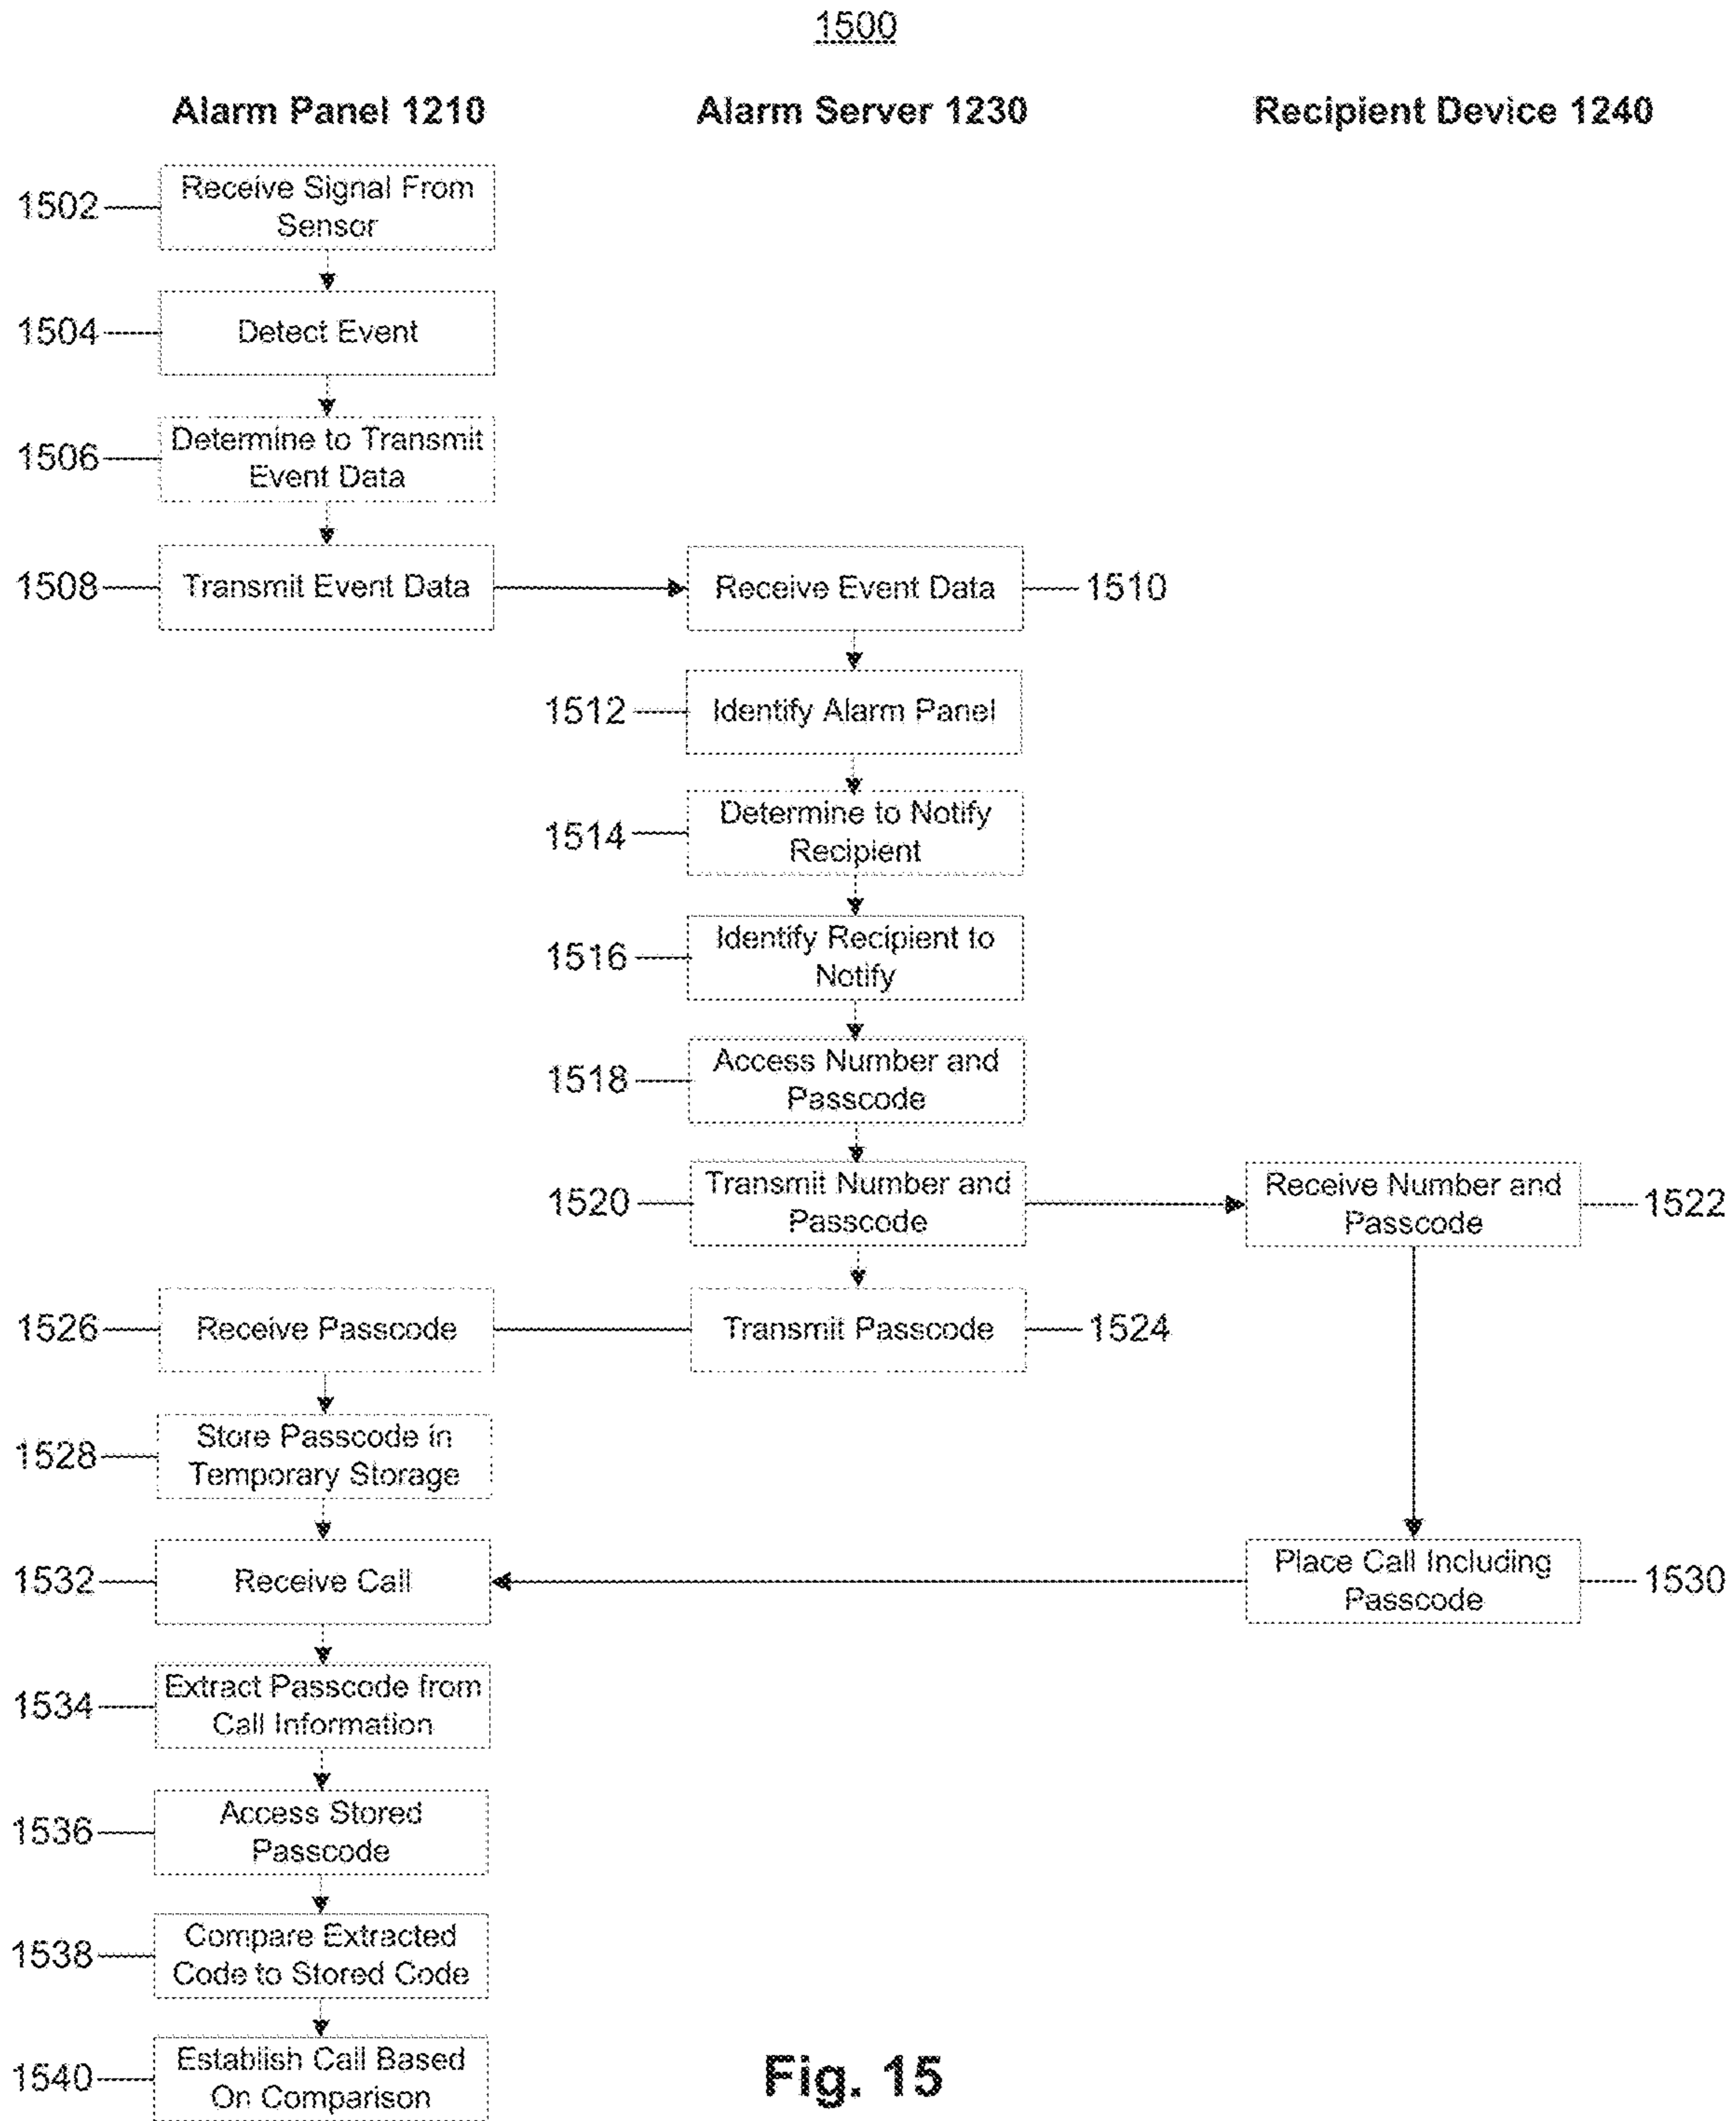 1500
Alarm Panel 1210
Alarm Server 1230
Recipient Device 1240
1502
Receive Signal From
Sensor
1504
Detect Event
1506
Determine to Transmit
Event Data
1508
Transmit Event Data
Receive Event Data
1510
1512
Identify Alarm Panel
1514
Determine to Notify
Recipient
1516
Identify Recipient to
Notify
1518
Access Number and
Passcode
1520
Transmit Number and
Passcode
Receive Number and
Passcode
1522
1526
Receive Passcode
Transmit Passcode
1524
1528
Store Passcode in
Temporary Storage
1532
Receive Call
Place Call Including
Passcode
1530
1534
Extract Passcode from
Call Information
1536
Access Stored
Passcode
1538
Compare Extracted
Code to Stored Code
1540
Establish Call Based
On Comparison
Fig. 15